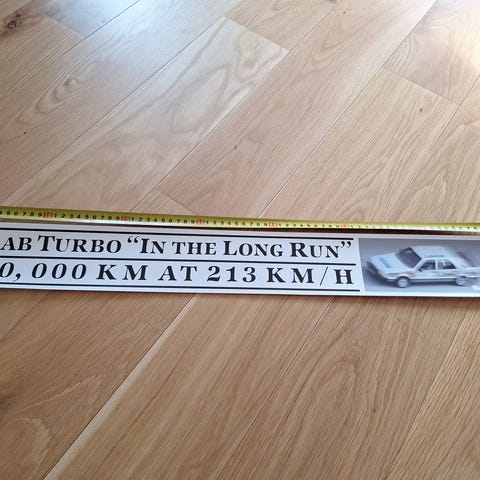 AB TURBO “IN THE LONG RUN”
0, 000 KM AT 213 KM/H